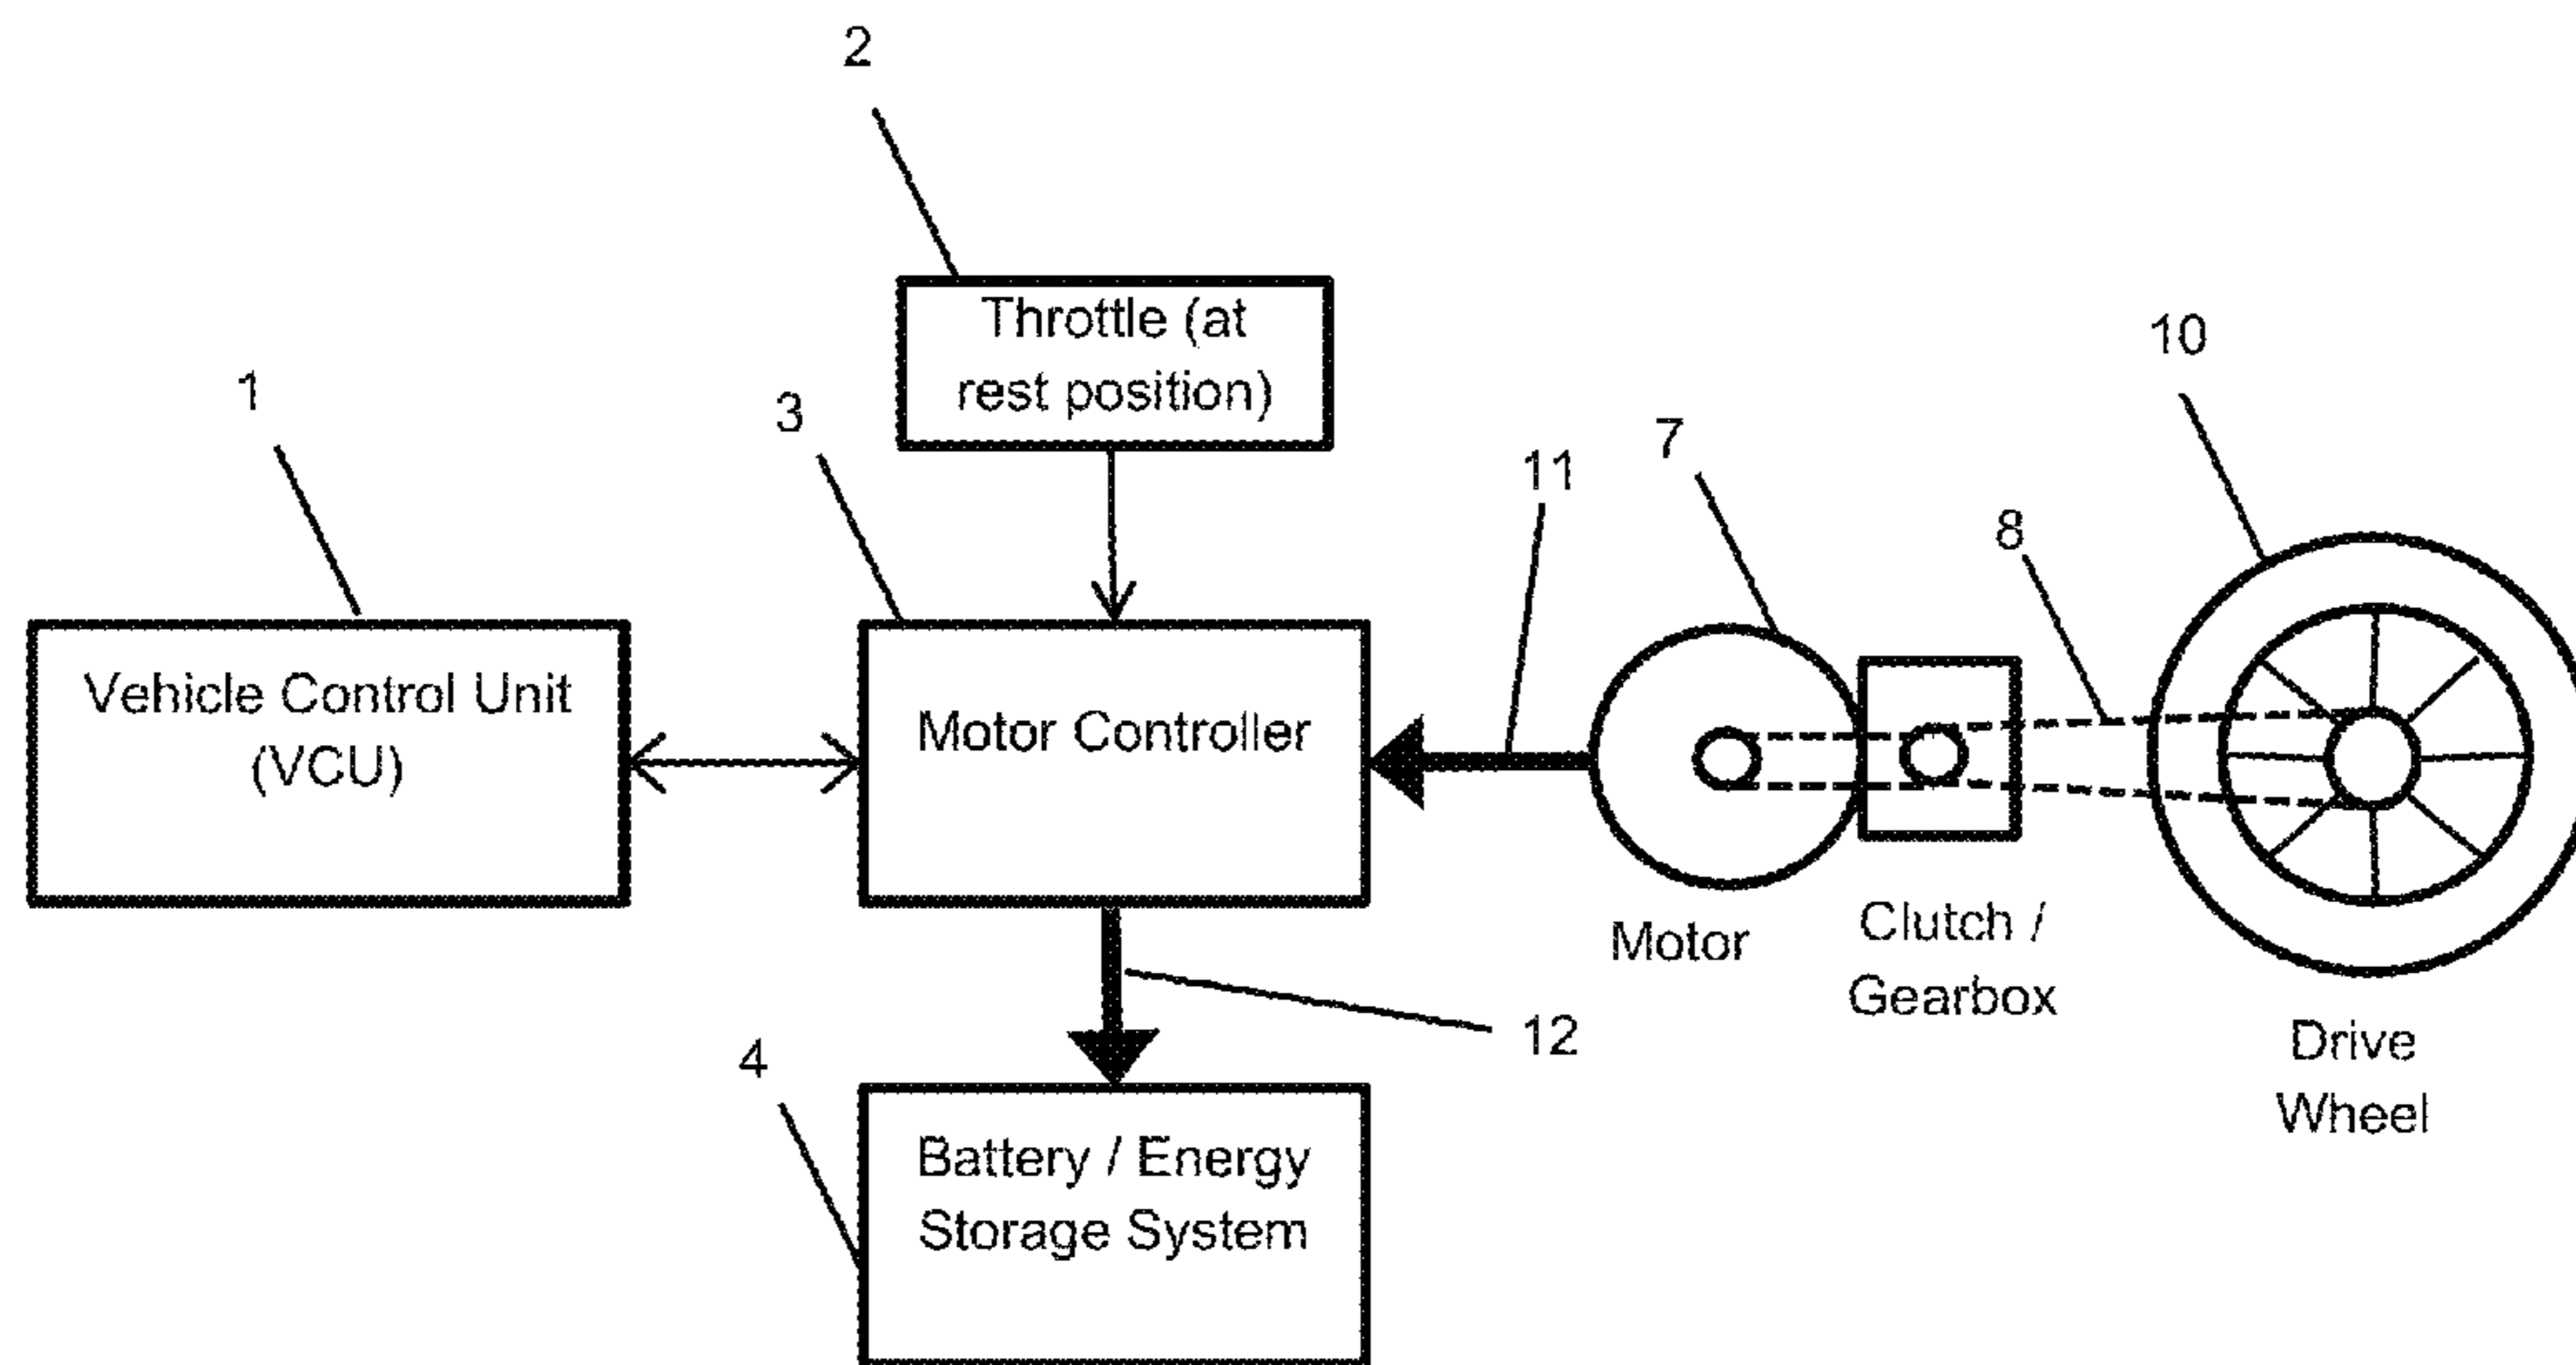 2
Throttle (at
rest position)
1
3
10
7
11
8
Vehicle Control Unit
(VCU)
Motor Controller
Motor
Clutch /
Gearbox
Drive
Wheel
12
4
Battery / Energy
Storage System